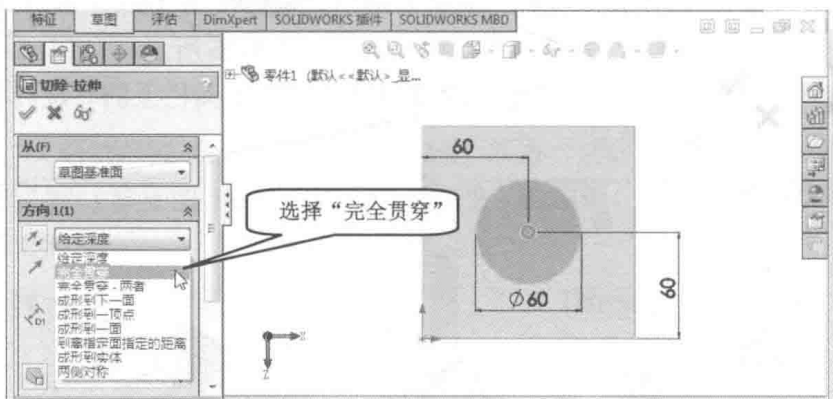 特征 草图 评估 DimXpert SOLIDWORKS 插件 SOLIDWORKS MBD
零件1 (默认<<默认>_显...
切除-拉伸
?
从(F)
草图基准面
方向1(1)
给定深度
给定深度
完全贯穿
完全贯穿 - 两者
成形到下一面
成形到一顶点
成形到一面
到离指定面指定的距离
成形到实体
两侧对称
D1
选择“完全贯穿”
60
Ø60
60
X
Z